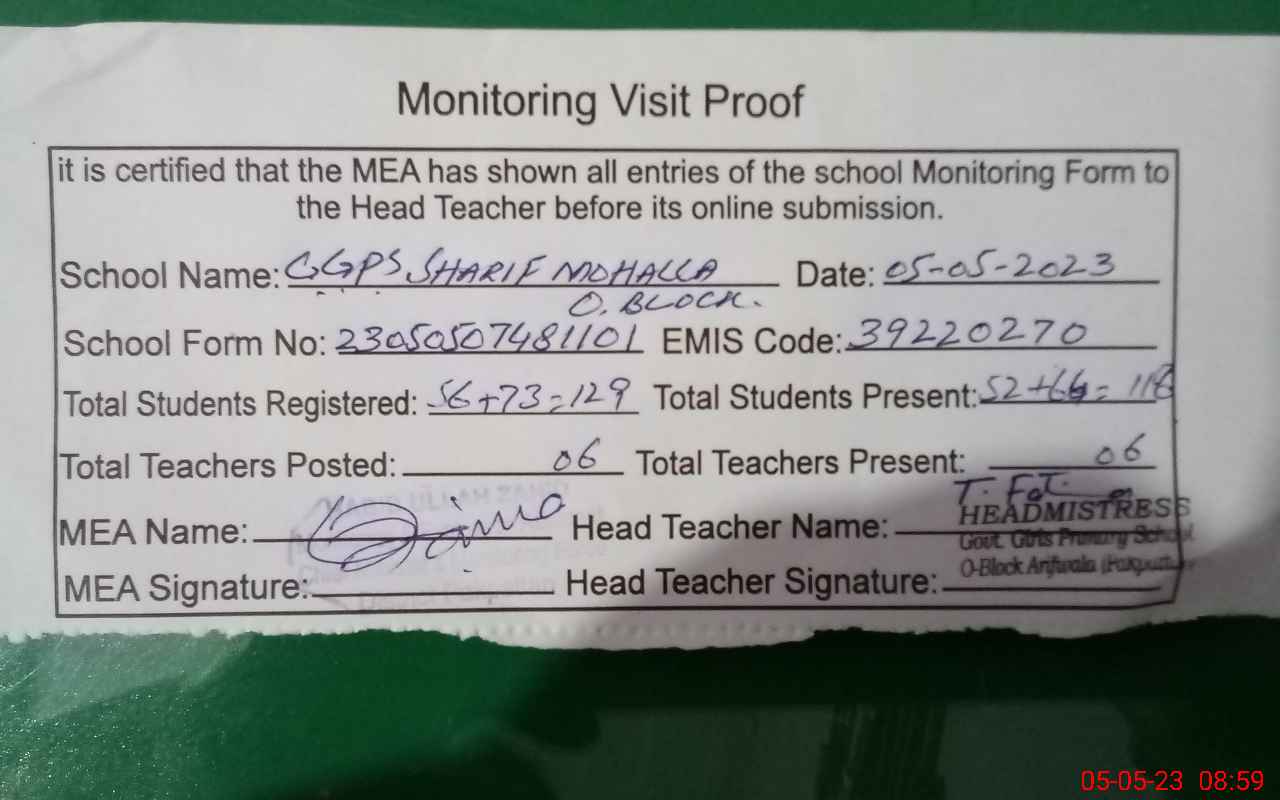 Monitoring Visit Proof
it is certified that the MEA has shown all entries of the school Monitoring Form to
the Head Teacher before its online submission.
School Name: GGPS SHARIF MOHALLA Date: 05-05-2023
O. BLOCK.
School Form No: 23050507481101 EMIS Code: 39220270
Total Students Registered: 56+73=129 Total Students Present: 52+66=118
Total Teachers Posted: 06 Total Teachers Present: 06
MEA Name: Head Teacher Name: HEADMISTRESS
Govt. Girls Primary School
O-Block Arifwala (Pakpattan
MEA Signature: Head Teacher Signature:
05-05-23 08:59